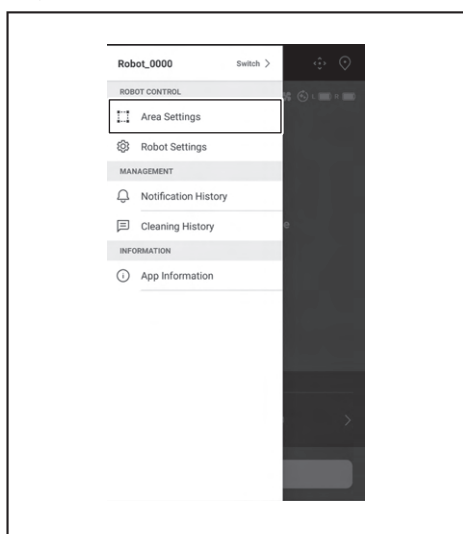 Robot_0000
Switch >
ROBOT CONTROL
Area Settings
Robot Settings
MANAGEMENT
Notification History
Cleaning History
INFORMATION
App Information
e